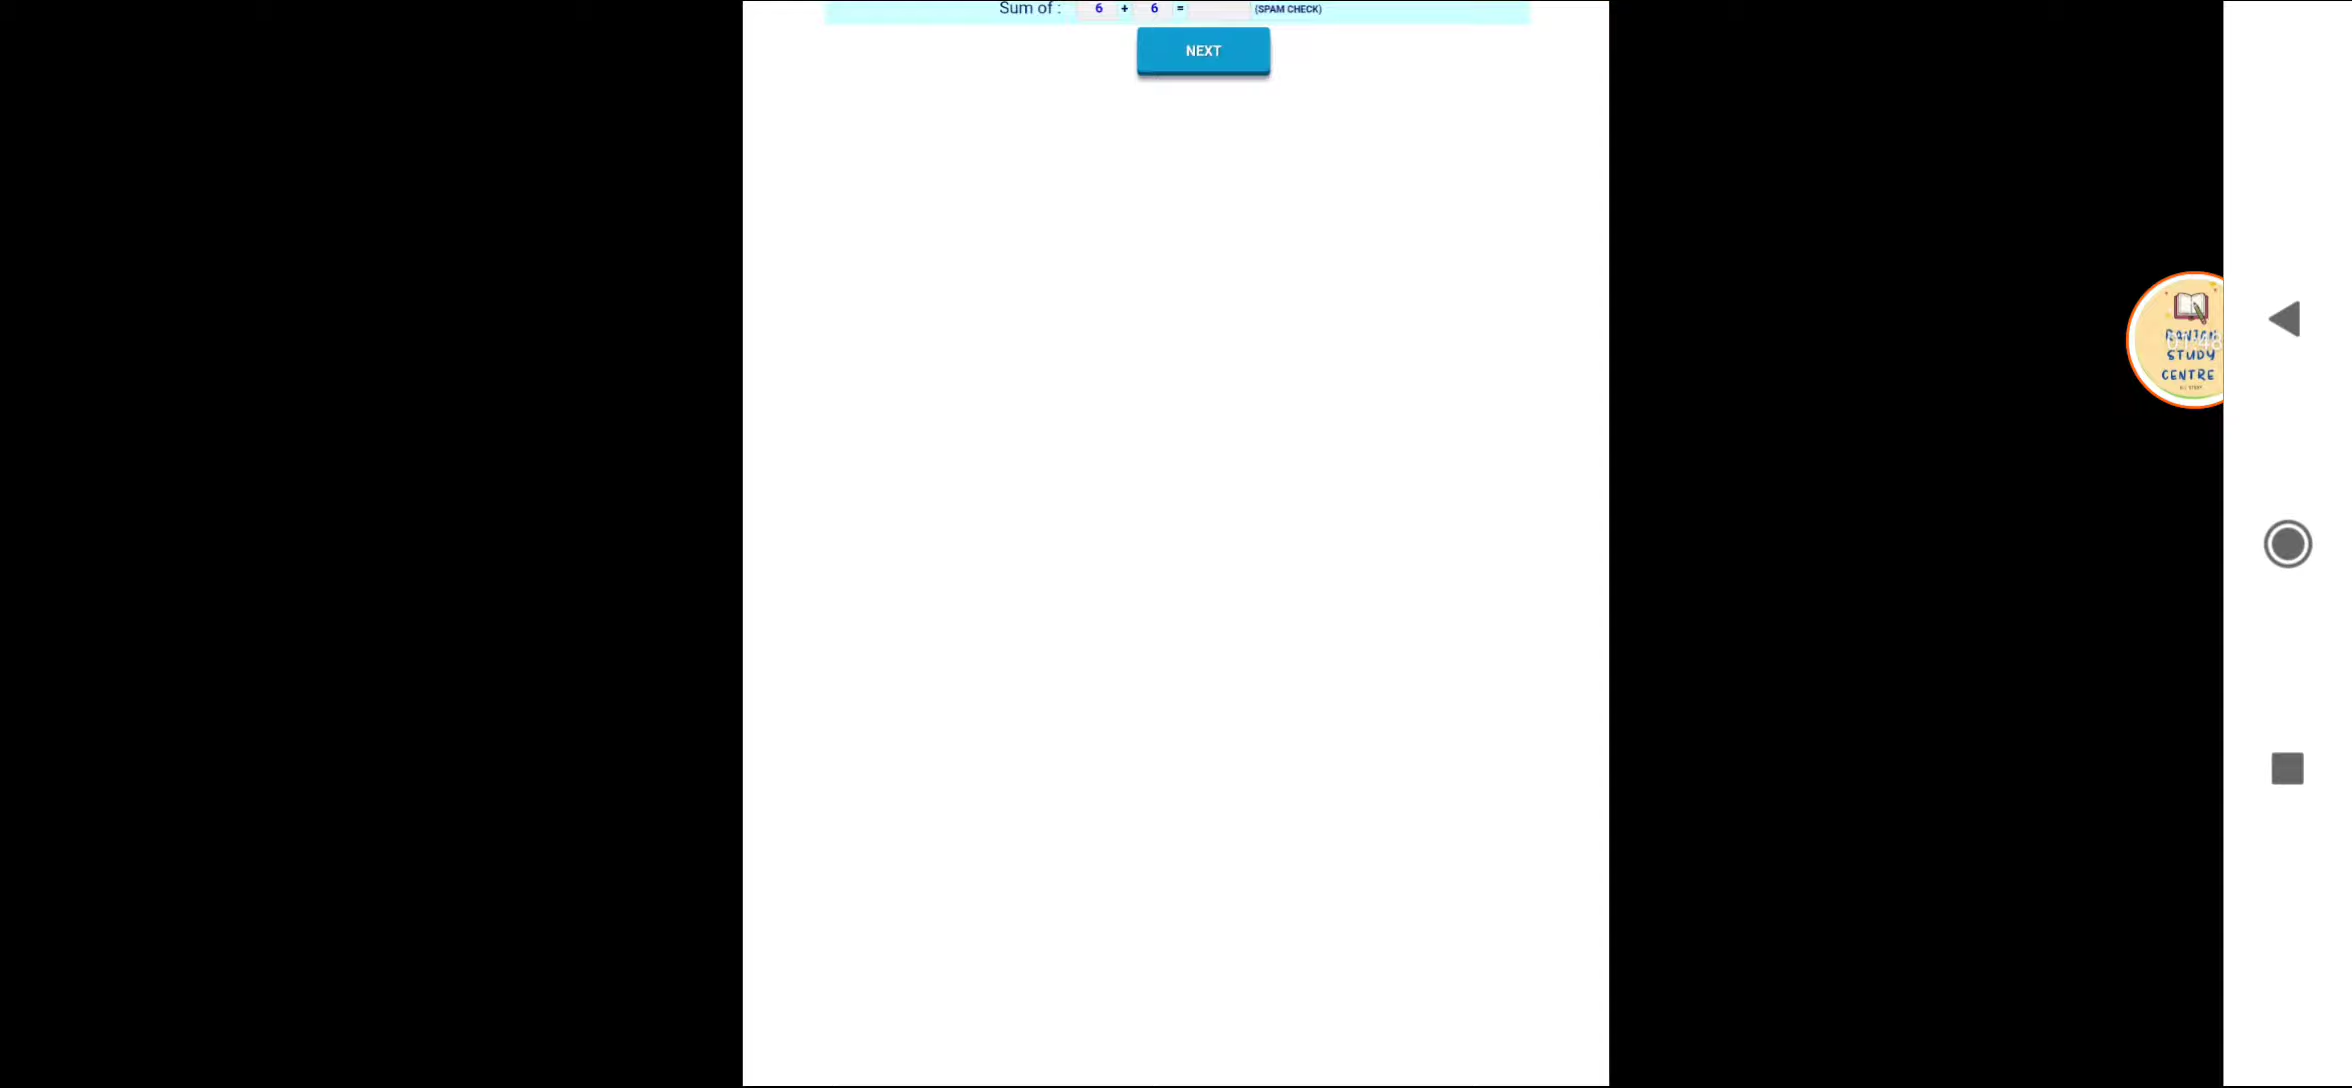 Sum of : 6 + 6 = (SPAM CHECK)
NEXT
STUDY
CENTRE